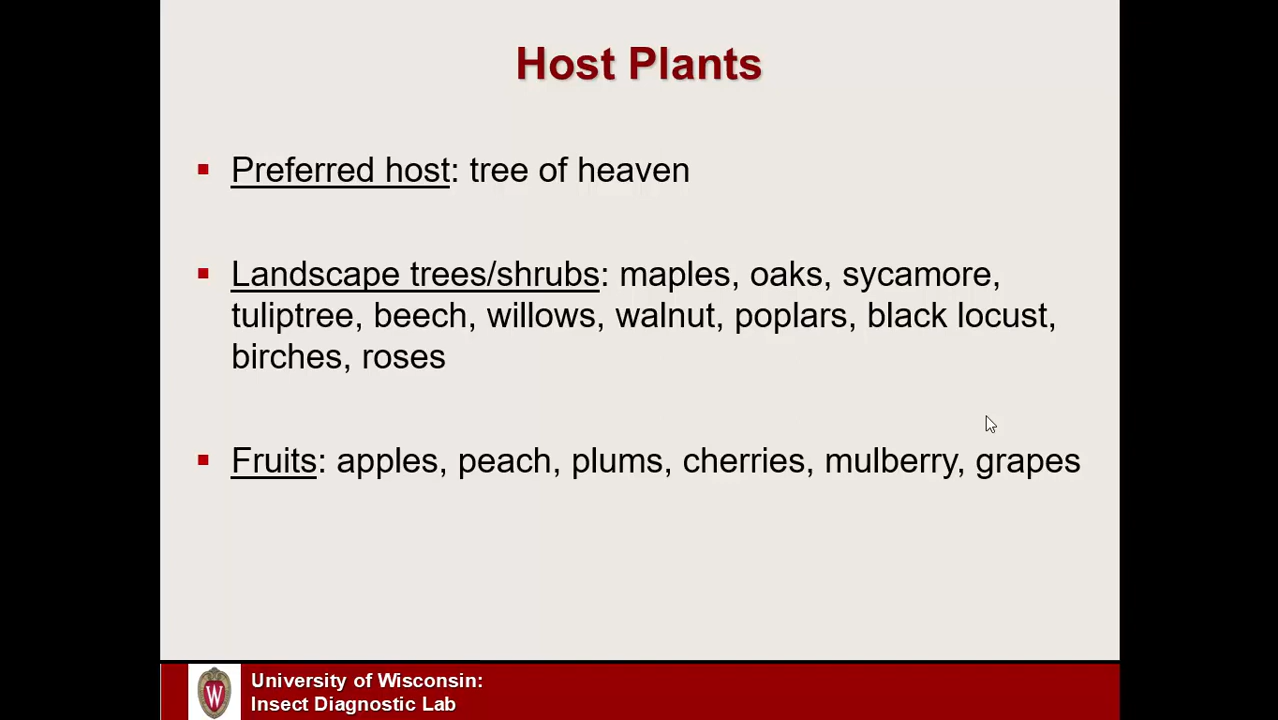 Host Plants
Preferred host: tree of heaven
Landscape trees/shrubs: maples, oaks, sycamore,
tuliptree, beech, willows, walnut, poplars, black locust,
birches, roses
Fruits: apples, peach, plums, cherries, mulberry, grapes
W
University of Wisconsin:
Insect Diagnostic Lab